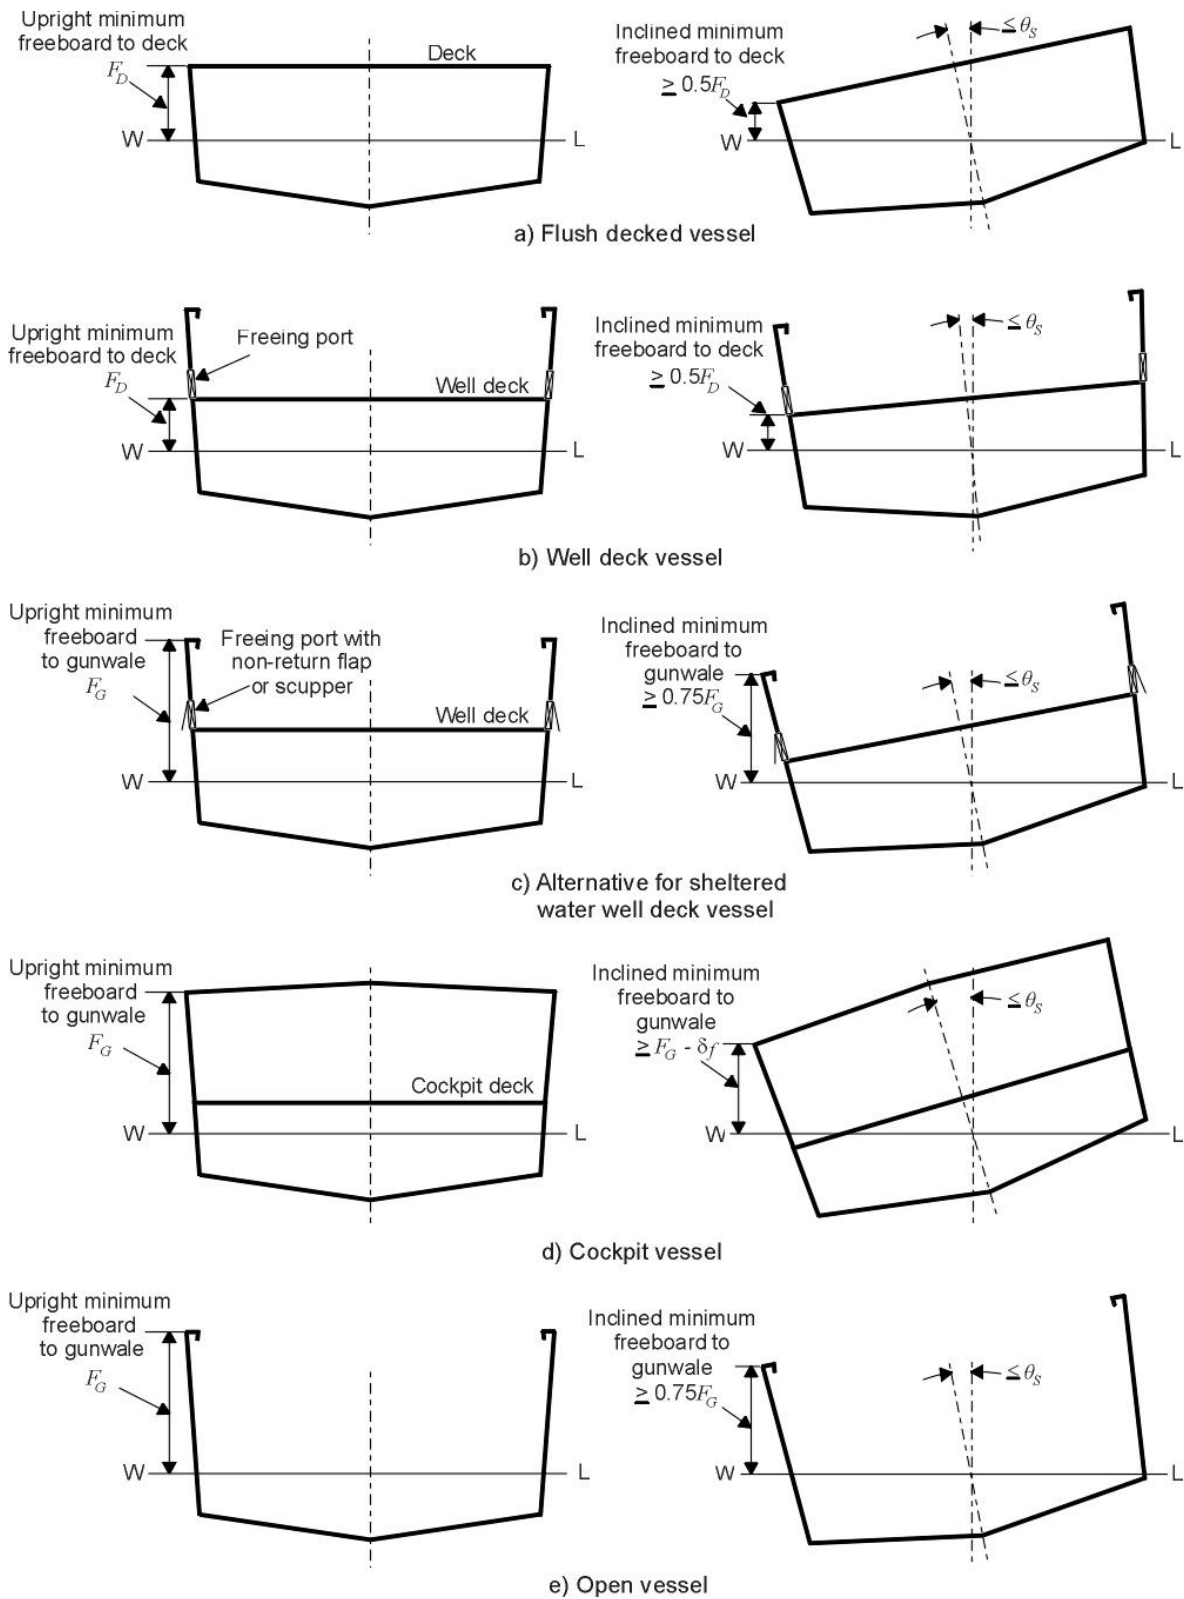 Upright minimum
freeboard to deck
F_D
Deck
W
L
Inclined minimum
freeboard to deck
≥ 0.5F_D
≤ θ_S
W
L
a) Flush decked vessel
Upright minimum
freeboard to deck
F_D
Freeing port
Well deck
W
L
Inclined minimum
freeboard to deck
≥ 0.5F_D
≤ θ_S
W
L
b) Well deck vessel
Upright minimum
freeboard
to gunwale
F_G
Freeing port with
non-return flap
or scupper
Well deck
W
L
Inclined minimum
freeboard to
gunwale
≥ 0.75F_G
≤ θ_S
W
L
c) Alternative for sheltered
water well deck vessel
Upright minimum
freeboard
to gunwale
F_G
Cockpit deck
W
L
Inclined minimum
freeboard to
gunwale
≥ F_G - δ_f
≤ θ_S
W
L
d) Cockpit vessel
Upright minimum
freeboard
to gunwale
F_G
W
L
Inclined minimum
freeboard to
gunwale
≥ 0.75F_G
≤ θ_S
W
L
e) Open vessel